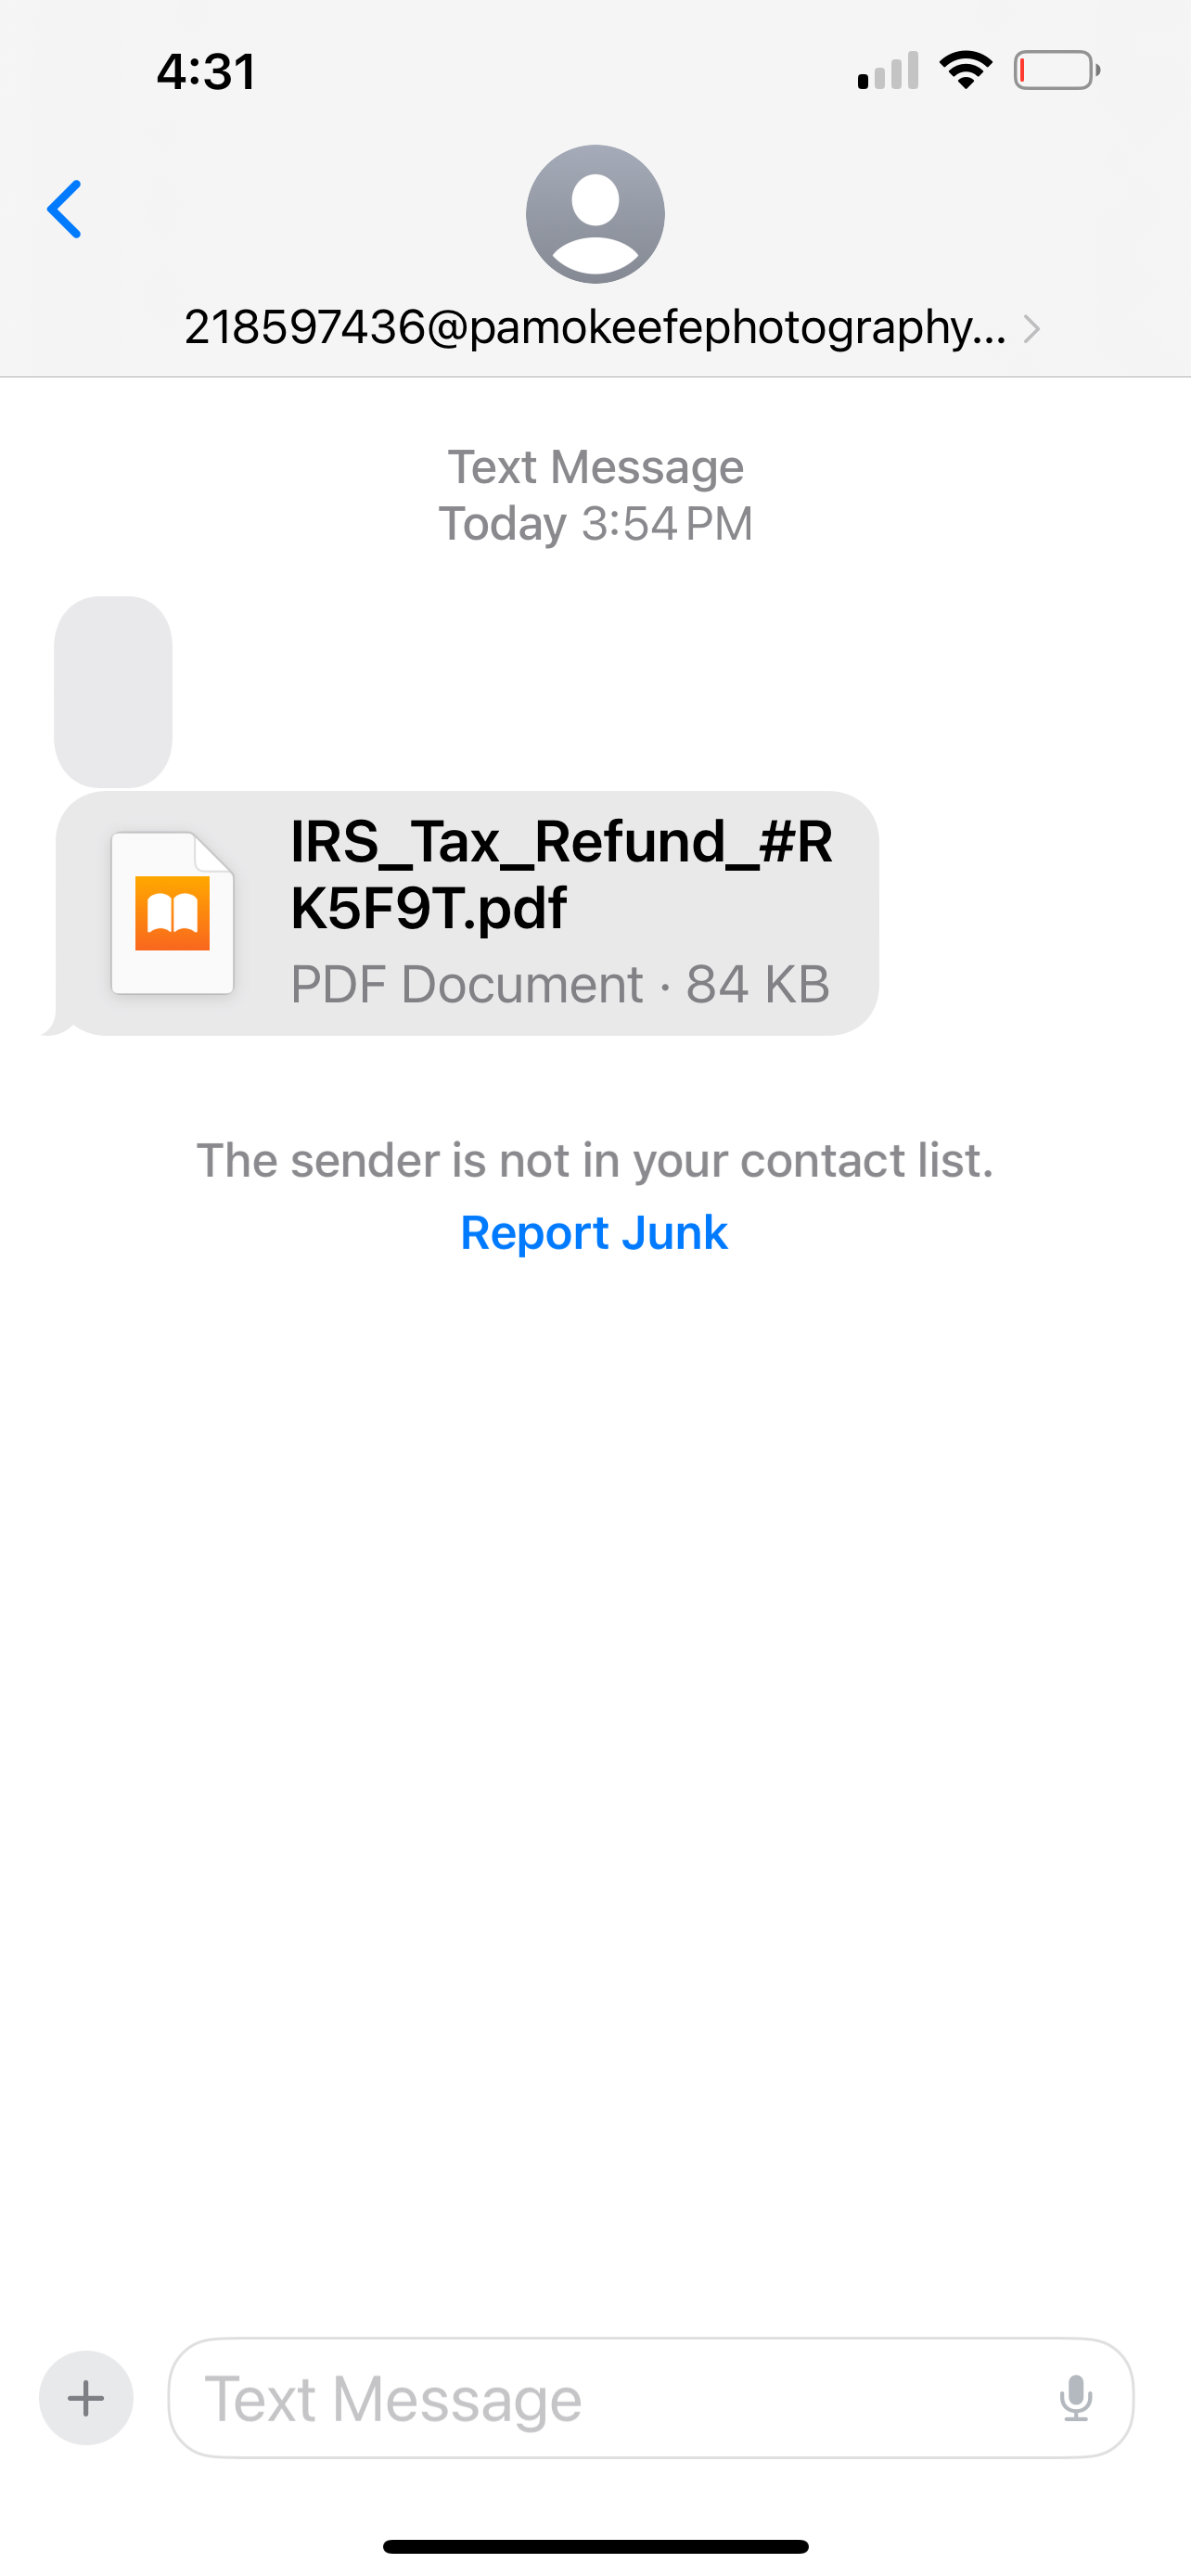 4:31
218597436@pamokeefephotography...
Text Message
Today 3:54 PM
IRS_Tax_Refund_#R
K5F9T.pdf
PDF Document · 84 KB
The sender is not in your contact list.
Report Junk
Text Message